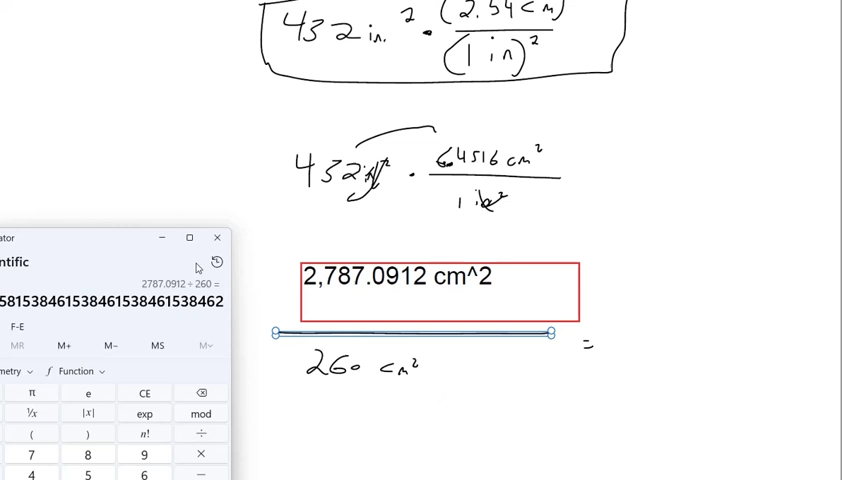 432 in.² · (2.54 cm)
(1 in)²
432 in² · 6.4516 cm²
1 in²
ator
ntific
2787.0912 ÷ 260 =
5815384615384615384615384 62
F-E
MR M+ M− MS M
metry Function
π e CE
¹/x |x| exp mod
( ) n! ÷
7 8 9 ×
4 5 6 −
2,787.0912 cm^2
=
260 cm²